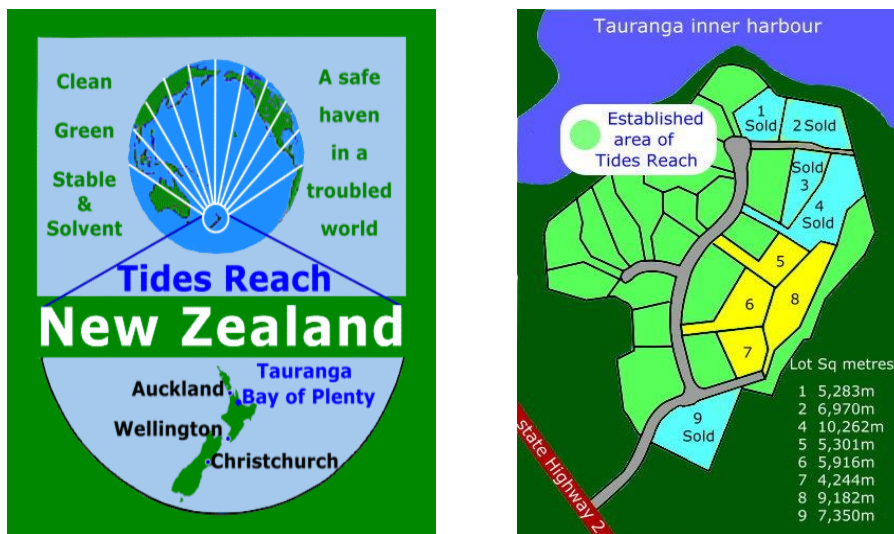 Clean
Green
Stable
&
Solvent
A safe
haven
in a
troubled
world
Tides Reach
New Zealand
Auckland
Tauranga
Bay of Plenty
Wellington
Christchurch
Tauranga inner harbour
Established
area of
Tides Reach
1
Sold
2 Sold
Sold
3
4
Sold
5
6
8
7
9
Sold
state Highway 2
Lot Sq metres
1 5,283m
2 6,970m
4 10,262m
5 5,301m
6 5,916m
7 4,244m
8 9,182m
9 7,350m